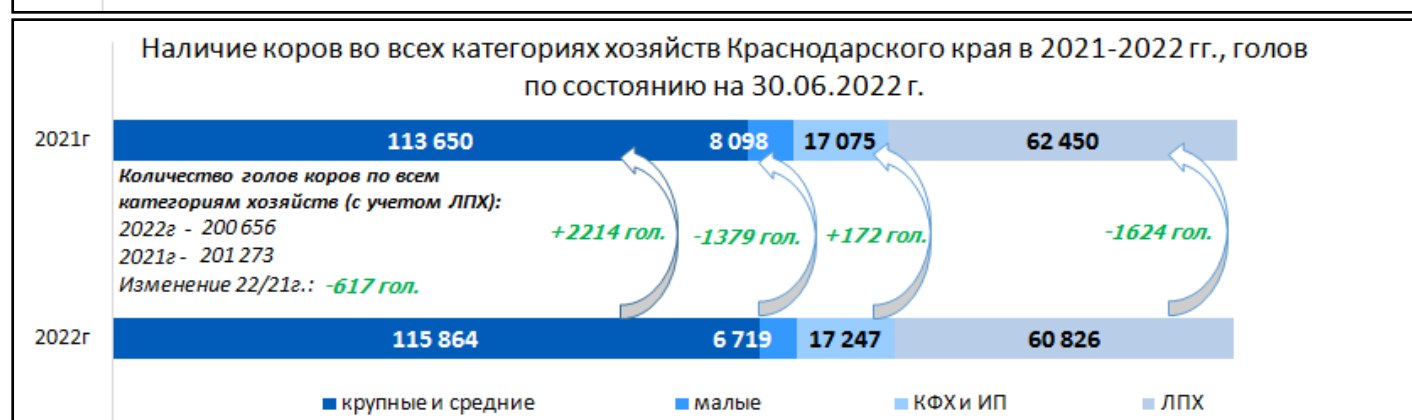 Наличие коров во всех категориях хозяйств Краснодарского края в 2021-2022 гг., голов
по состоянию на 30.06.2022 г.
2021г
113 650
8 098
17 075
62 450
Количество голов коров по всем
категориям хозяйств (с учетом ЛПХ):
2022г - 200 656
2021г - 201 273
Изменение 22/21г.: -617 гол.
+2214 гол.
-1379 гол.
+172 гол.
-1624 гол.
2022г
115 864
6 719
17 247
60 826
крупные и средние
малые
КФХ и ИП
ЛПХ